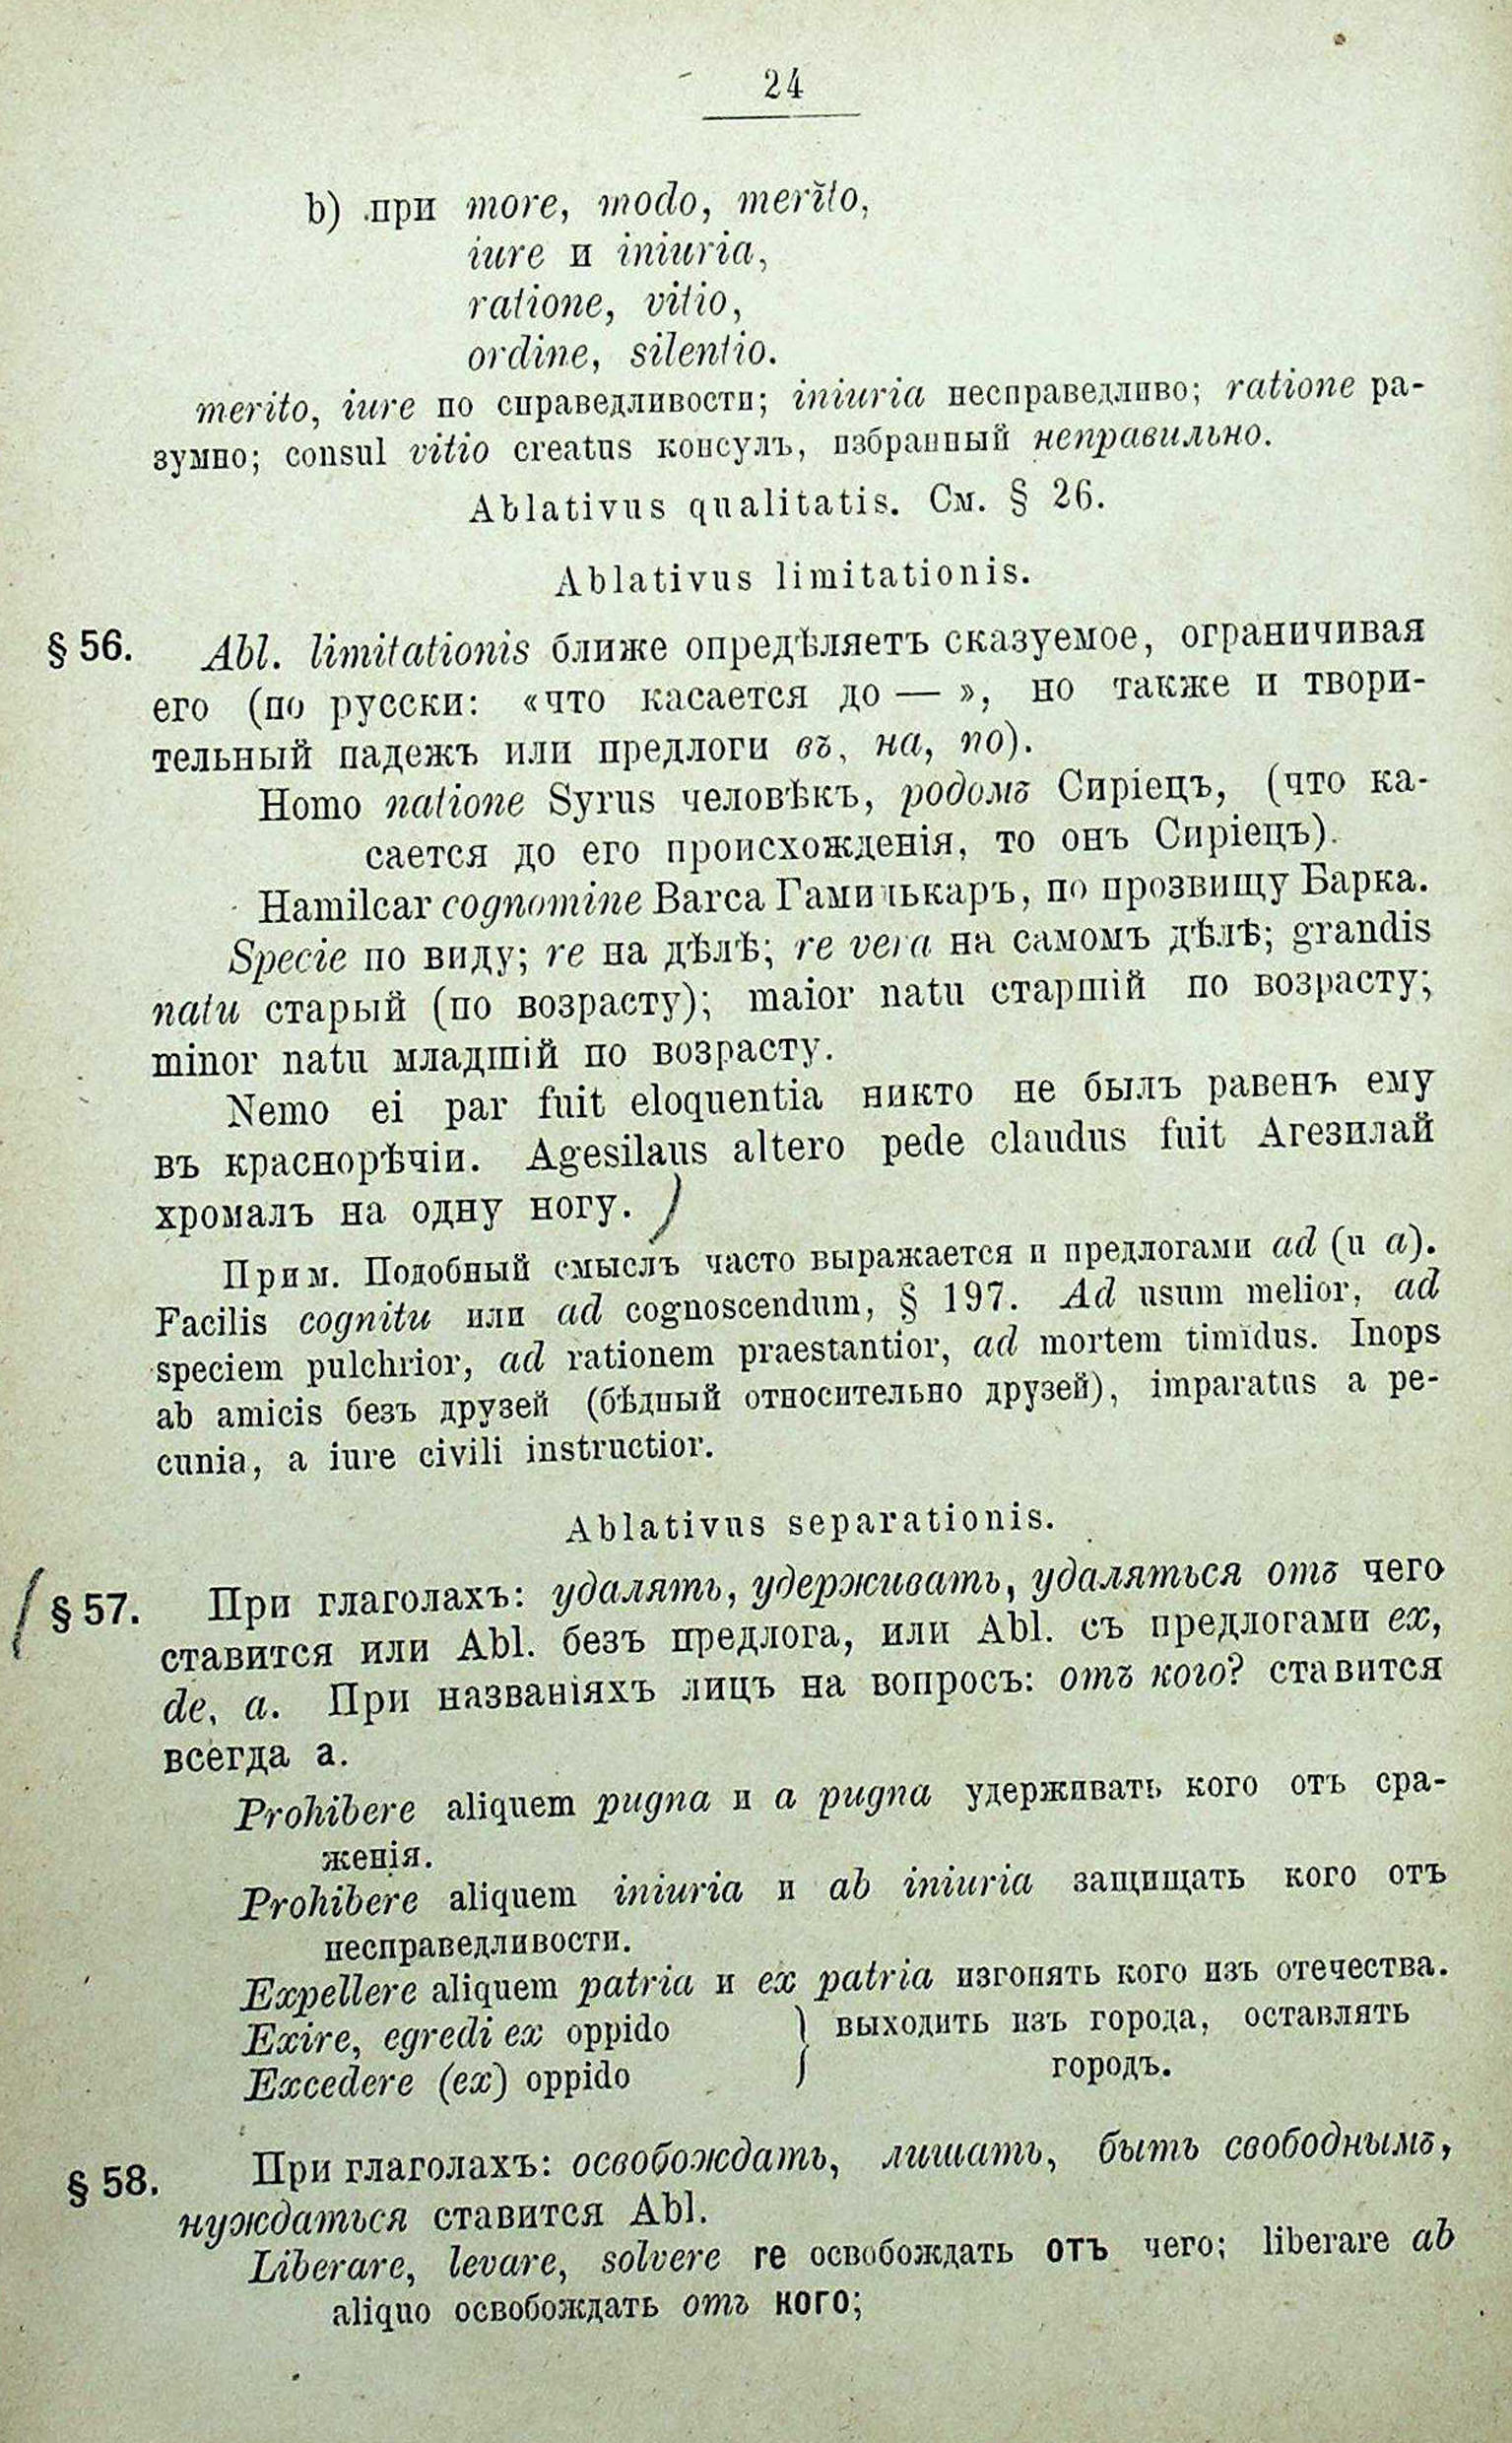 24
b) при more, modo, merĭto,
iure и iniuria,
ratione, vitio,
ordine, silentio.
merito, iure по справедливости; iniuria несправедливо; ratione ра-
зумно; consul vitio creatus консулъ, избранный неправильно.
Ablativus qualitatis. См. § 26.
Ablativus limitationis.
§ 56. Abl. limitationis ближе опредѣляетъ сказуемое, ограничивая
его (по русски: «что касается до — », но также и твори-
тельный падежъ или предлоги въ, на, по).
Homo natione Syrus человѣкъ, родомъ Сиріецъ, (что ка-
сается до его происхожденія, то онъ Сиріецъ).
Hamilcar cognomine Barca Гамилькаръ, по прозвищу Барка.
Specie по виду; re на дѣлѣ; re vera на самомъ дѣлѣ; grandis
natu старый (по возрасту); maior natu старшій по возрасту;
minor natu младшій по возрасту.
Nemo ei par fuit eloquentia никто не былъ равенъ ему
въ краснорѣчіи. Agesilaus altero pede claudus fuit Агезилай
хромалъ на одну ногу. )
Прим. Подобный смыслъ часто выражается и предлогами ad (и a).
Facilis cognitu или ad cognoscendum, § 197. Ad usum melior, ad
speciem pulchrior, ad rationem praestantior, ad mortem timĭdus. Inops
ab amicis безъ друзей (бѣдный относительно друзей), imparatus a pe-
cunia, a iure civili instructior.
Ablativus separationis.
§ 57. При глаголахъ: удалять, удерживать, удаляться отъ чего
ставится или Abl. безъ предлога, или Abl. съ предлогами ex,
de, a. При названіяхъ лицъ на вопросъ: отъ кого? ставится
всегда a.
Prohibere aliquem pugna и a pugna удерживать кого отъ сра-
женія.
Prohibere aliquem iniuria и ab iniuria защищать кого отъ
несправедливости.
Expellere aliquem patria и ex patria изгонять кого изъ отечества.
Exire, egredi ex oppido } выходить изъ города, оставлять
Excedere (ex) oppido городъ.
§ 58. При глаголахъ: освобождать, лишать, быть свободнымъ,
нуждаться ставится Abl.
Liberare, levare, solvere re освобождать отъ чего; liberare ab
aliquo освобождать отъ кого;